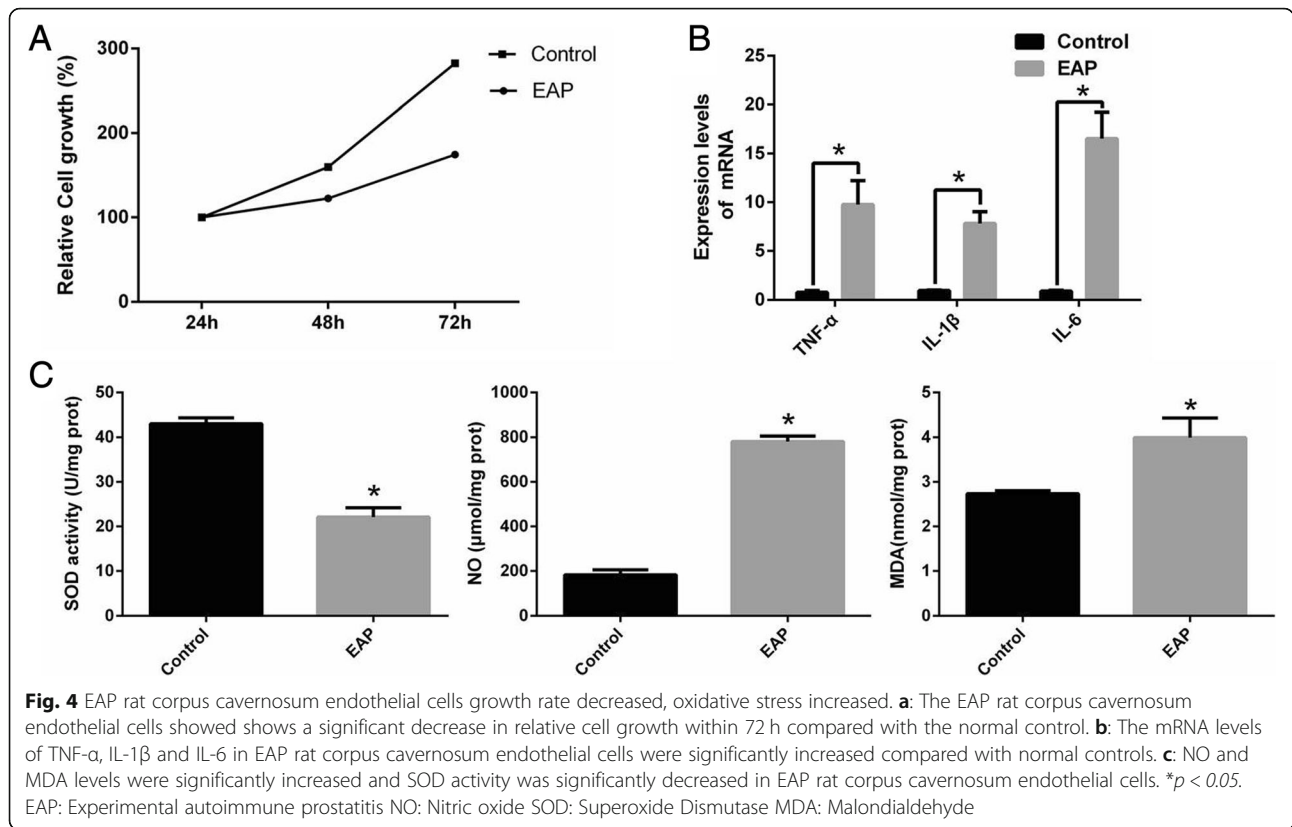 A
Relative Cell growth (%)
300
200
100
0
24h
48h
72h
Control
EAP
B
Control
EAP
Expression levels
of mRNA
25
20
15
10
5
0
*
*
*
TNF-α
IL-1β
IL-6
C
SOD activity (U/mg prot)
50
40
30
20
10
0
*
Control
EAP
NO (μmol/mg prot)
1000
800
600
400
200
0
*
Control
EAP
MDA(nmol/mg prot)
5
4
3
2
1
0
*
Control
EAP
Fig. 4 EAP rat corpus cavernosum endothelial cells growth rate decreased, oxidative stress increased. a: The EAP rat corpus cavernosum
endothelial cells showed shows a significant decrease in relative cell growth within 72 h compared with the normal control. b: The mRNA levels
of TNF-α, IL-1β and IL-6 in EAP rat corpus cavernosum endothelial cells were significantly increased compared with normal controls. c: NO and
MDA levels were significantly increased and SOD activity was significantly decreased in EAP rat corpus cavernosum endothelial cells. *p < 0.05.
EAP: Experimental autoimmune prostatitis NO: Nitric oxide SOD: Superoxide Dismutase MDA: Malondialdehyde